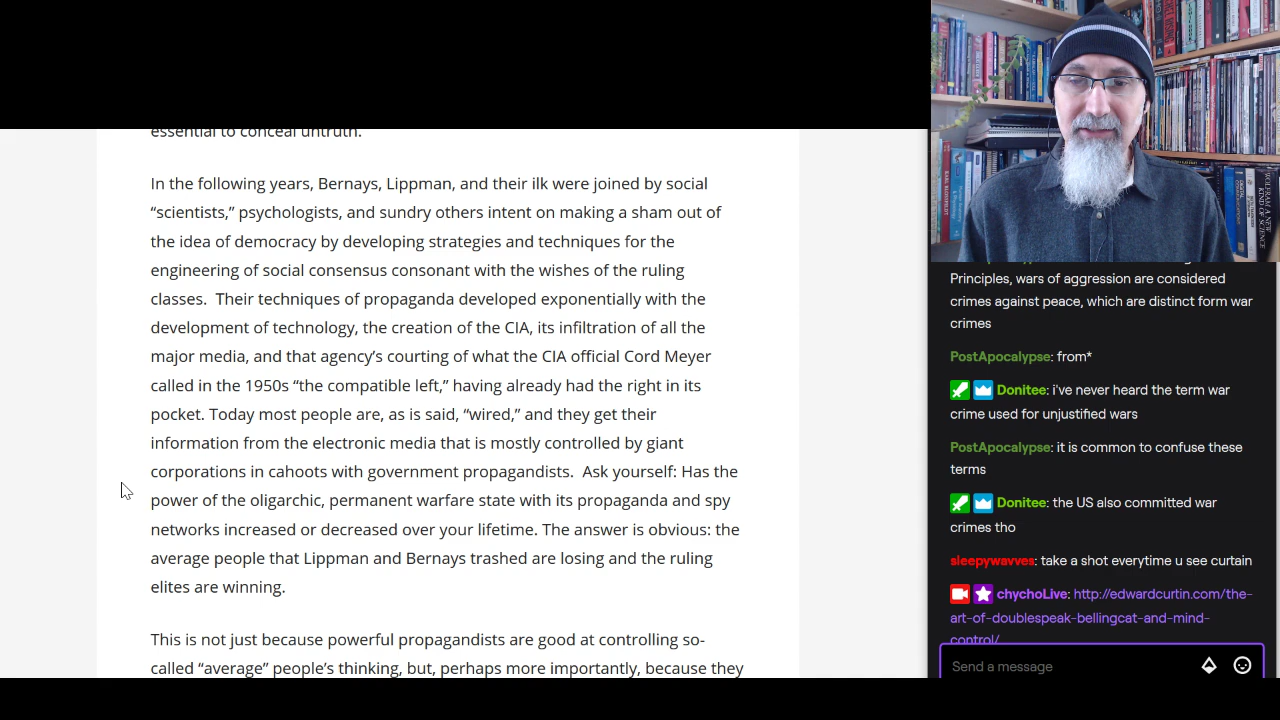 essential to conceal untruth.
In the following years, Bernays, Lippman, and their ilk were joined by social
“scientists,” psychologists, and sundry others intent on making a sham out of
the idea of democracy by developing strategies and techniques for the
engineering of social consensus consonant with the wishes of the ruling
classes.  Their techniques of propaganda developed exponentially with the
development of technology, the creation of the CIA, its infiltration of all the
major media, and that agency’s courting of what the CIA official Cord Meyer
called in the 1950s “the compatible left,” having already had the right in its
pocket. Today most people are, as is said, “wired,” and they get their
information from the electronic media that is mostly controlled by giant
corporations in cahoots with government propagandists.  Ask yourself: Has the
power of the oligarchic, permanent warfare state with its propaganda and spy
networks increased or decreased over your lifetime. The answer is obvious: the
average people that Lippman and Bernays trashed are losing and the ruling
elites are winning.
This is not just because powerful propagandists are good at controlling so-
called “average” people’s thinking, but, perhaps more importantly, because they
WOLFRAM A NEW KIND OF SCIENCE
Principles, wars of aggression are considered
crimes against peace, which are distinct form war
crimes
PostApocalypse: from*
Donitee: i've never heard the term war
crime used for unjustified wars
PostApocalypse: it is common to confuse these
terms
Donitee: the US also committed war
crimes tho
sleepywavves: take a shot everytime u see curtain
chychoLive: http://edwardcurtin.com/the-
art-of-doublespeak-bellingcat-and-mind-
control/
Send a message